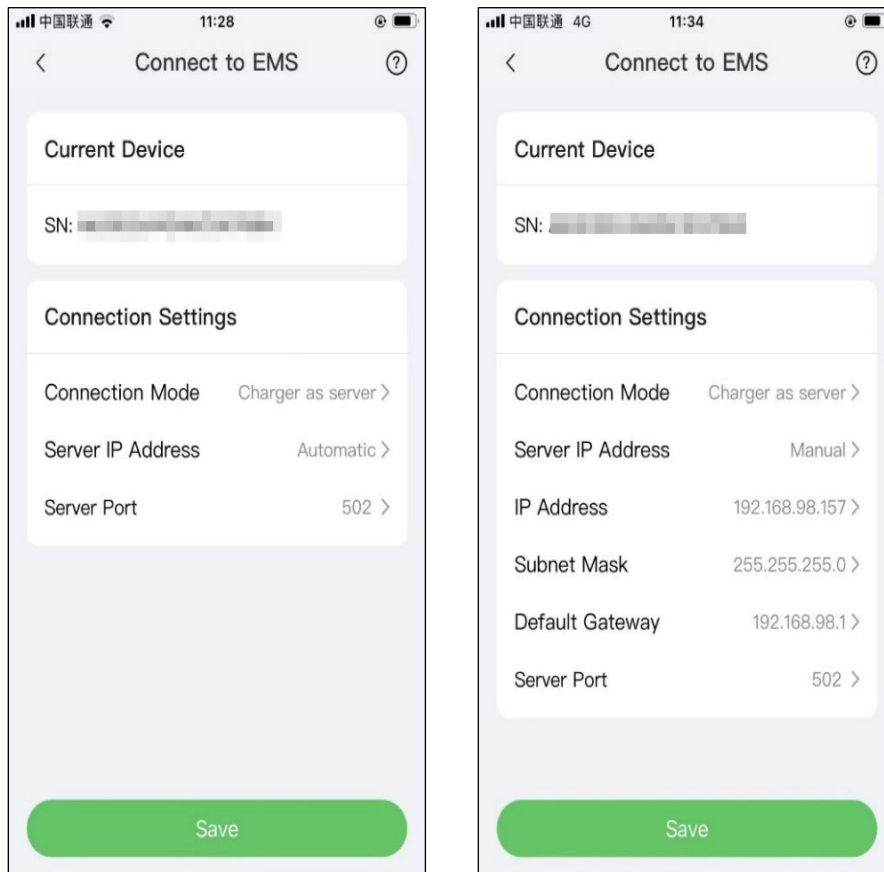 中国联通 11:28
Connect to EMS ?
Current Device
SN:
Connection Settings
Connection Mode Charger as server >
Server IP Address Automatic >
Server Port 502 >
Save
中国联通 4G 11:34
Connect to EMS ?
Current Device
SN:
Connection Settings
Connection Mode Charger as server >
Server IP Address Manual >
IP Address 192.168.98.157 >
Subnet Mask 255.255.255.0 >
Default Gateway 192.168.98.1 >
Server Port 502 >
Save